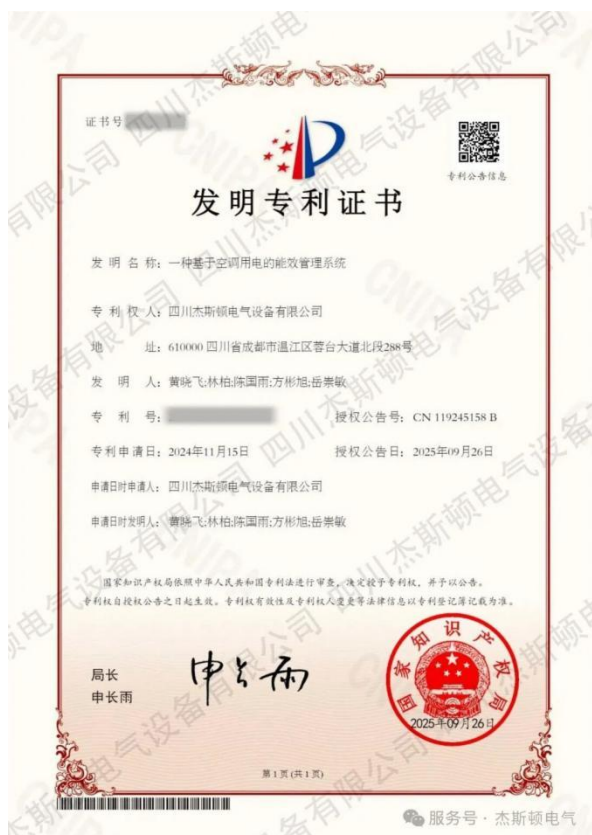 证书号
专利公告信息
发明专利证书
发 明 名 称：一种基于空调用电的能效管理系统
专 利 权 人：四川杰斯顿电气设备有限公司
地 址：610000 四川省成都市温江区蓉台大道北段288号
发 明 人：黄晓飞;林柏;陈国雨;方彬旭;岳崇敏
专 利 号：
授权公告号：CN 119245158 B
专利申请日：2024年11月15日
授权公告日：2025年09月26日
申请日时申请人：四川杰斯顿电气设备有限公司
申请日时发明人：黄晓飞;林柏;陈国雨;方彬旭;岳崇敏
国家知识产权局依照中华人民共和国专利法进行审查，决定授予专利权，并予以公告。
专利权自授权公告之日起生效。专利权有效性及专利权人变更等法律信息以专利登记簿记载为准。
局长
申长雨
申长雨
国家知识产权局
2025年09月26日
第 1 页 (共 1 页)
服务号 · 杰斯顿电气
四川杰斯顿电气设备有限公司
CNIPA